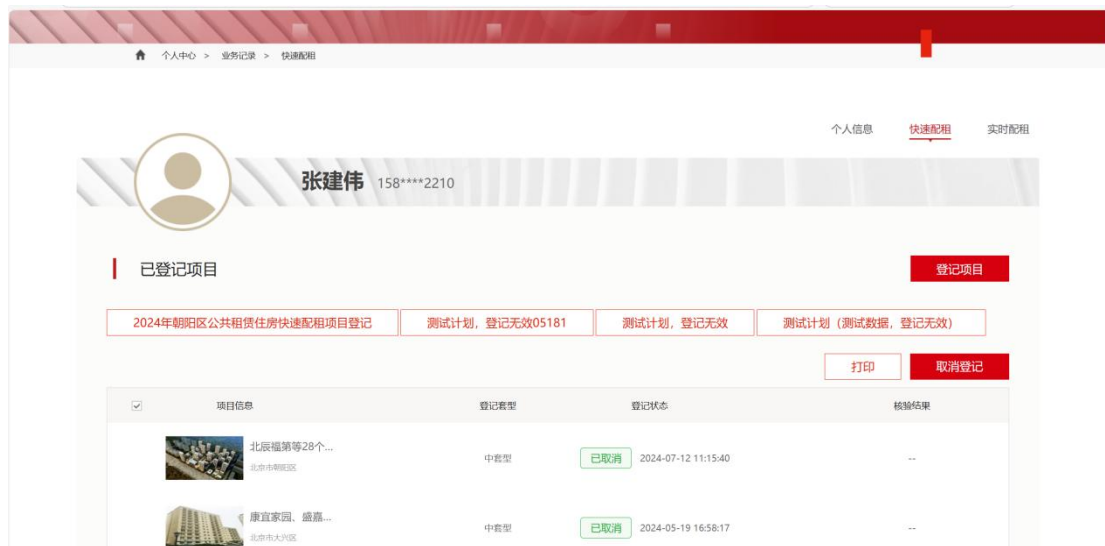 个人中心 > 业务记录 > 快速配租
个人信息 快速配租 实时配租
张建伟 158****2210
已登记项目 登记项目
2024年朝阳区公共租赁住房快速配租项目登记 测试计划，登记无效05181 测试计划，登记无效 测试计划（测试数据，登记无效）
打印 取消登记
项目信息 登记套型 登记状态 核验结果
北辰福第等28个...
北京市朝阳区
中套型 已取消 2024-07-12 11:15:40 --
康宜家园、盛嘉...
北京市大兴区
中套型 已取消 2024-05-19 16:58:17 --